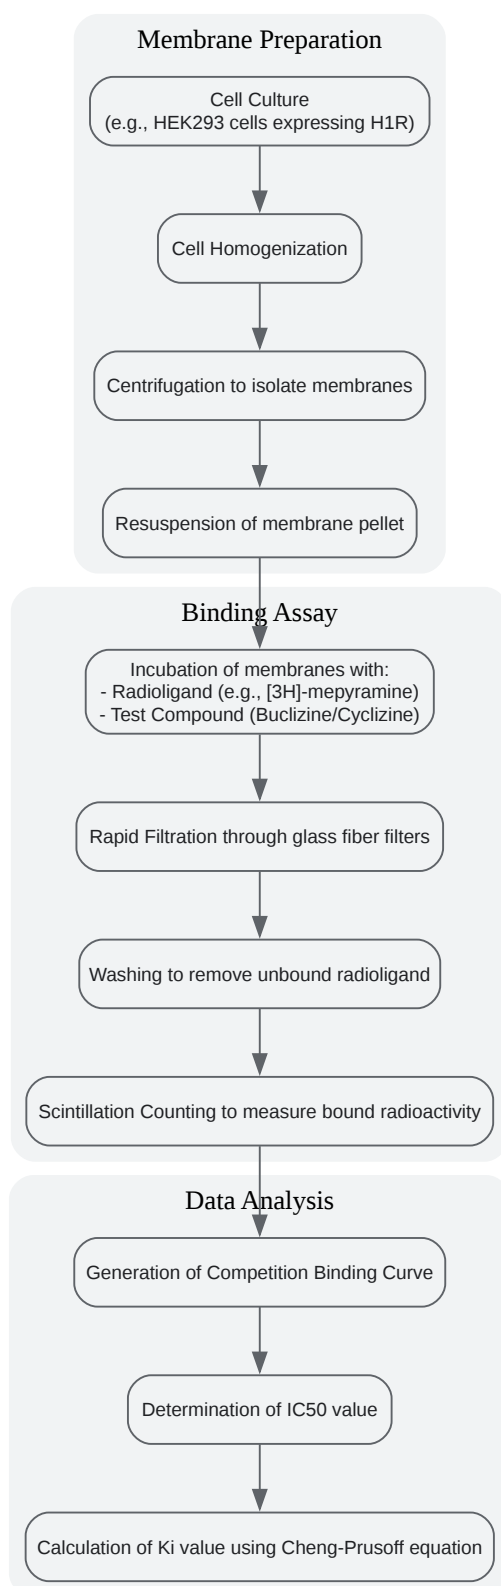 Membrane Preparation
Cell Culture
(e.g., HEK293 cells expressing H1R)
Cell Homogenization
Centrifugation to isolate membranes
Resuspension of membrane pellet
Binding Assay
Incubation of membranes with:
- Radioligand (e.g., [3H]-mepyramine)
- Test Compound (Buclizine/Cyclizine)
Rapid Filtration through glass fiber filters
Washing to remove unbound radioligand
Scintillation Counting to measure bound radioactivity
Data Analysis
Generation of Competition Binding Curve
Determination of IC50 value
Calculation of Ki value using Cheng-Prusoff equation